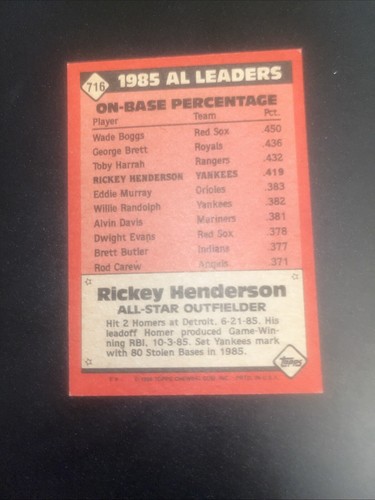 716
1985 AL LEADERS
ON-BASE PERCENTAGE
Player Team Pct.
Wade Boggs Red Sox .450
George Brett Royals .436
Toby Harrah Rangers .432
RICKEY HENDERSON YANKEES .419
Eddie Murray Orioles .383
Willie Randolph Yankees .382
Alvin Davis Mariners .381
Dwight Evans Red Sox .378
Brett Butler Indians .377
Rod Carew Angels .371
Rickey Henderson
ALL-STAR OUTFIELDER
Hit 2 Homers at Detroit, 6-21-85. His
leadoff Homer produced Game-Win-
ning RBI, 10-3-85. Set Yankees mark
with 80 Stolen Bases in 1985.
TOPPS